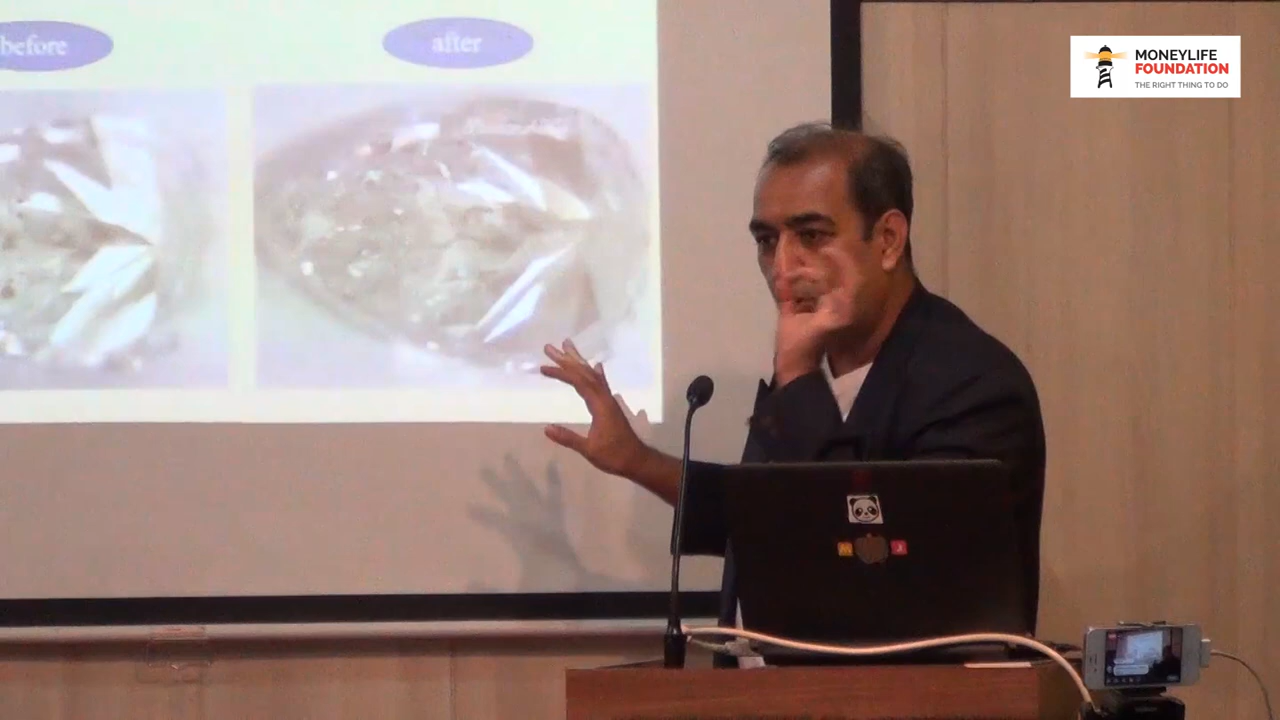 before
after
MONEYLIFE
FOUNDATION
THE RIGHT THING TO DO